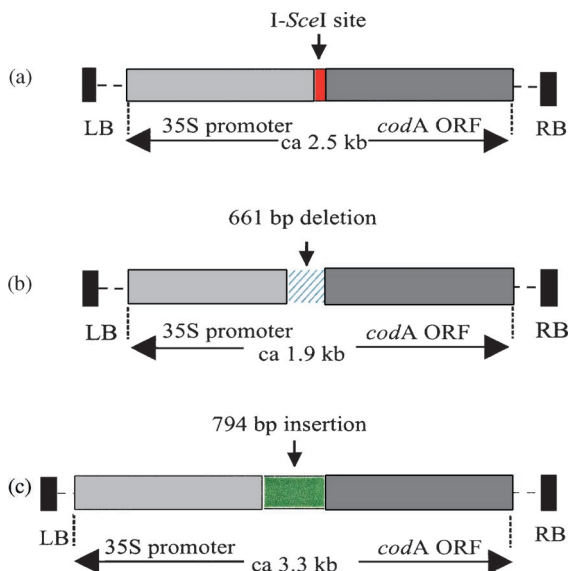 I-SceI site
(a)
LB 35S promoter codA ORF RB
ca 2.5 kb
661 bp deletion
(b)
LB 35S promoter codA ORF RB
ca 1.9 kb
794 bp insertion
(c)
LB 35S promoter codA ORF RB
ca 3.3 kb